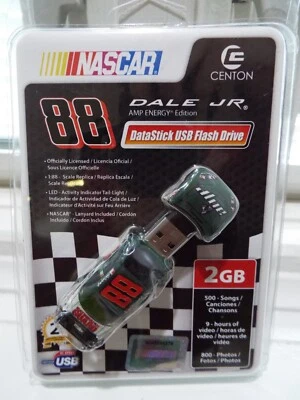 NASCAR
CENTON
88
DALE JR.
AMP ENERGY® Edition
DataStick USB Flash Drive
• Officially Licensed / Licencia Oficial /
Sous Licence Officielle
• 1:88 - Scale Replica / Réplica Escala /
Scale
• LED - Activity Indicator Tail-Light /
Indicador de Actividad de Cola de Luz /
Indicateur d'Activité sur Feu Arrière
• NASCAR® Lanyard Included / Cordón
Incluido / Cordon Inclus
88
2GB
500 - Songs /
Canciones /
Chansons
9 - hours of
video / horas de
video / heures de
vidéo
800 - Photos /
Fotos / Photos
USB